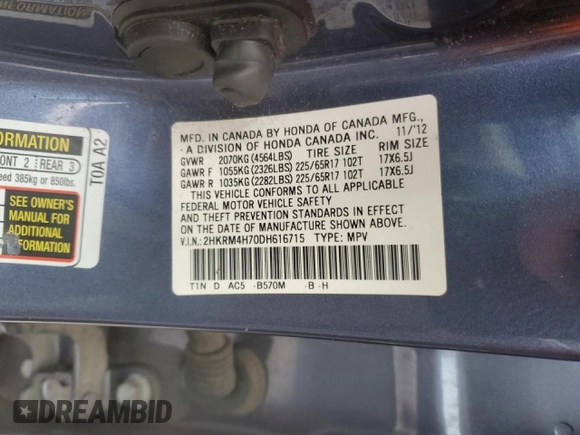 FORMATION
ORMATION
ONT 2 REAR 3
eed 385kg or 850lbs.
SEE OWNER'S
MANUAL FOR
ADDITIONAL
INFORMATION
T0A A2
MFD. IN CANADA BY HONDA OF CANADA MFG.,
- A DIVISION OF HONDA CANADA INC. 11/'12
GVWR 2070KG (4564LBS) TIRE SIZE RIM SIZE
GAWR F 1055KG (2326LBS) 225/65R17 102T 17X6.5J
GAWR R 1035KG (2282LBS) 225/65R17 102T 17X6.5J
THIS VEHICLE CONFORMS TO ALL APPLICABLE
FEDERAL MOTOR VEHICLE SAFETY
AND THEFT PREVENTION STANDARDS IN EFFECT
ON THE DATE OF MANUFACTURE SHOWN ABOVE.
V.I.N.: 2HKRM4H70DH616715 TYPE: MPV
T1N D AC5 -B570M -B -H
DREAMBID